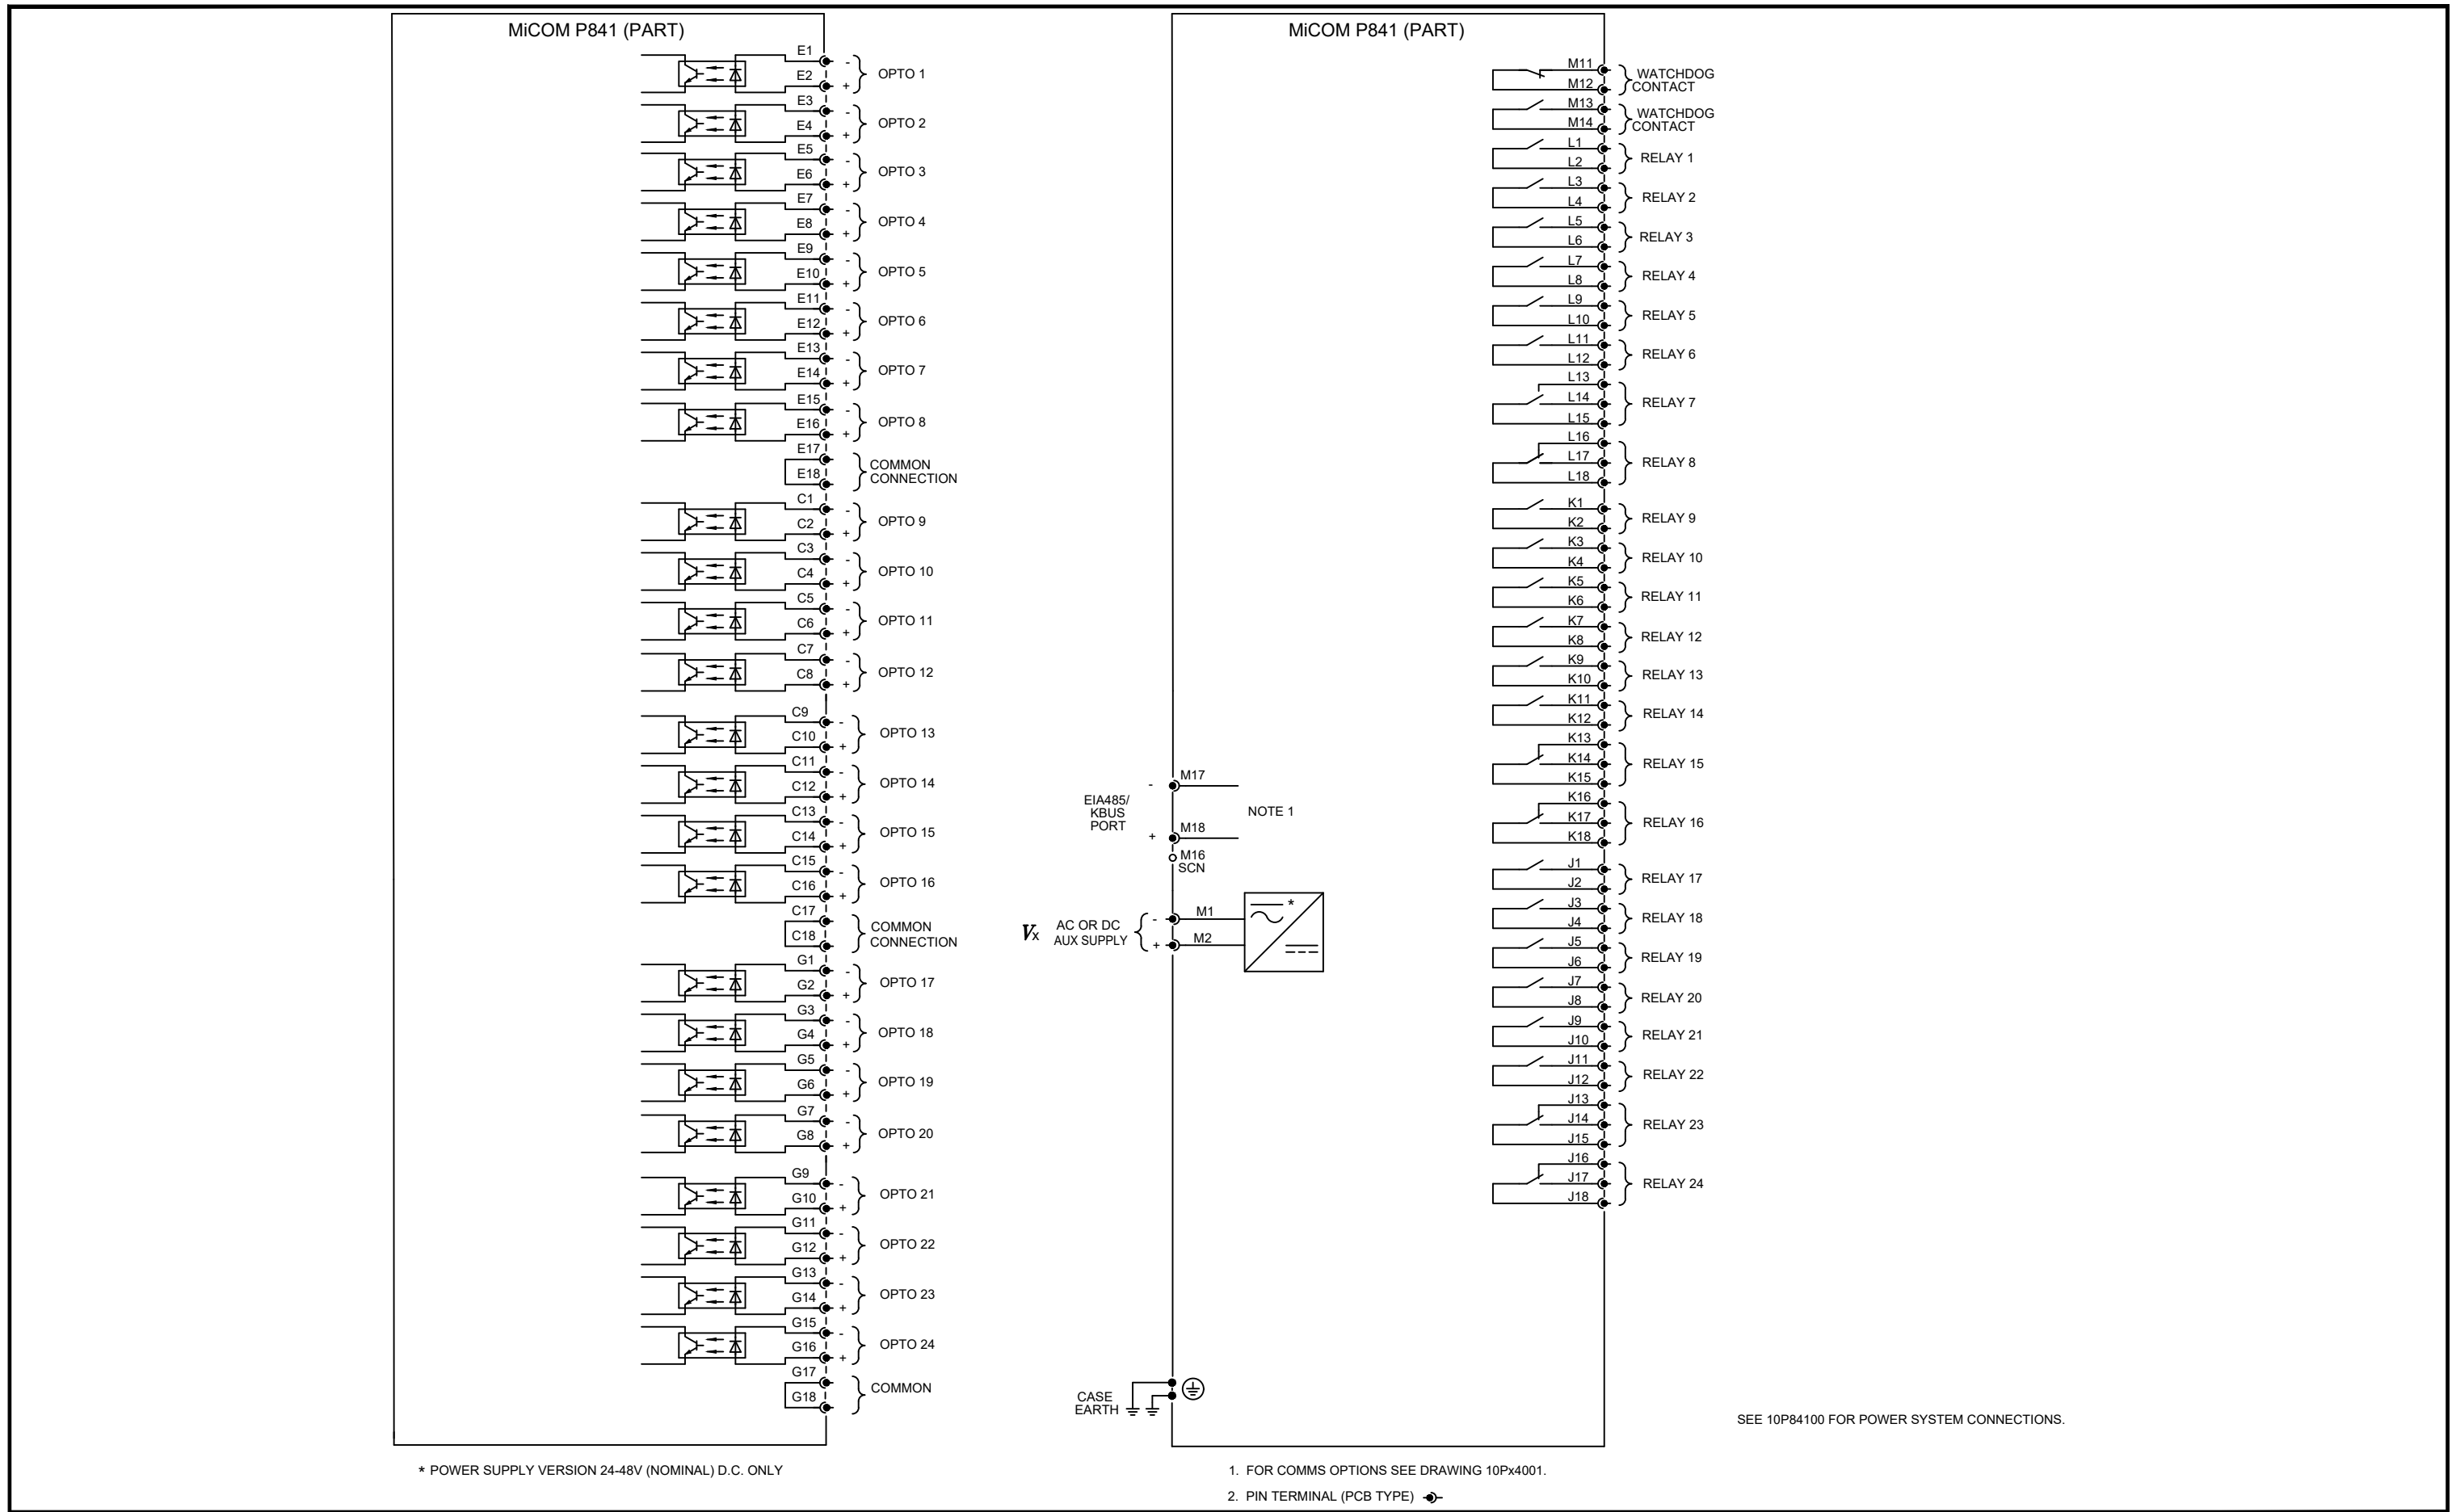 MiCOM P841 (PART)
E1
-
OPTO 1
E2
+
E3
-
OPTO 2
E4
+
E5
-
OPTO 3
E6
+
E7
-
OPTO 4
E8
+
E9
-
OPTO 5
E10
+
E11
-
OPTO 6
E12
+
E13
-
OPTO 7
E14
+
E15
-
OPTO 8
E16
+
E17
COMMON
CONNECTION
E18
C1
-
OPTO 9
C2
+
C3
-
OPTO 10
C4
+
C5
-
OPTO 11
C6
+
C7
-
OPTO 12
C8
+
C9
-
OPTO 13
C10
+
C11
-
OPTO 14
C12
+
C13
-
OPTO 15
C14
+
C15
-
OPTO 16
C16
+
C17
COMMON
CONNECTION
C18
G1
-
OPTO 17
G2
+
G3
-
OPTO 18
G4
+
G5
-
OPTO 19
G6
+
G7
-
OPTO 20
G8
+
G9
-
OPTO 21
G10
+
G11
-
OPTO 22
G12
+
G13
-
OPTO 23
G14
+
G15
-
OPTO 24
G16
+
G17
COMMON
G18
* POWER SUPPLY VERSION 24-48V (NOMINAL) D.C. ONLY
MiCOM P841 (PART)
M11
M12
WATCHDOG
CONTACT
M13
M14
WATCHDOG
CONTACT
L1
L2
RELAY 1
L3
L4
RELAY 2
L5
L6
RELAY 3
L7
L8
RELAY 4
L9
L10
RELAY 5
L11
L12
RELAY 6
L13
L14
L15
RELAY 7
L16
L17
L18
RELAY 8
K1
K2
RELAY 9
K3
K4
RELAY 10
K5
K6
RELAY 11
K7
K8
RELAY 12
K9
K10
RELAY 13
K11
K12
RELAY 14
K13
K14
K15
RELAY 15
K16
K17
K18
RELAY 16
J1
J2
RELAY 17
J3
J4
RELAY 18
J5
J6
RELAY 19
J7
J8
RELAY 20
J9
J10
RELAY 21
J11
J12
RELAY 22
J13
J14
J15
RELAY 23
J16
J17
J18
RELAY 24
-
M17
EIA485/
KBUS
PORT
NOTE 1
+
M18
M16
SCN
Vx
AC OR DC
AUX SUPPLY
-
M1
+
M2
*
CASE
EARTH
SEE 10P84100 FOR POWER SYSTEM CONNECTIONS.
1. FOR COMMS OPTIONS SEE DRAWING 10Px4001.
2. PIN TERMINAL (PCB TYPE)